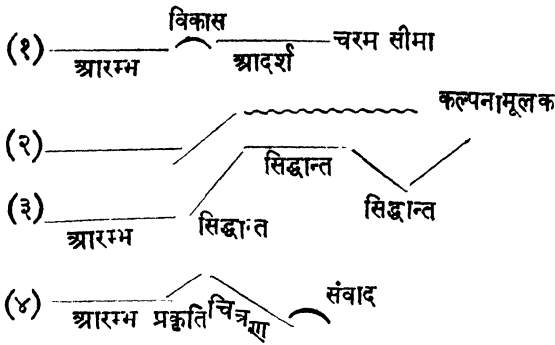 विकास
(१) आरम्भ आदर्श चरम सीमा
(२) कल्पनामूलक
सिद्धान्त
(३) आरम्भ सिद्धान्त सिद्धान्त
(४) आरम्भ प्रकृति चित्रण संवाद